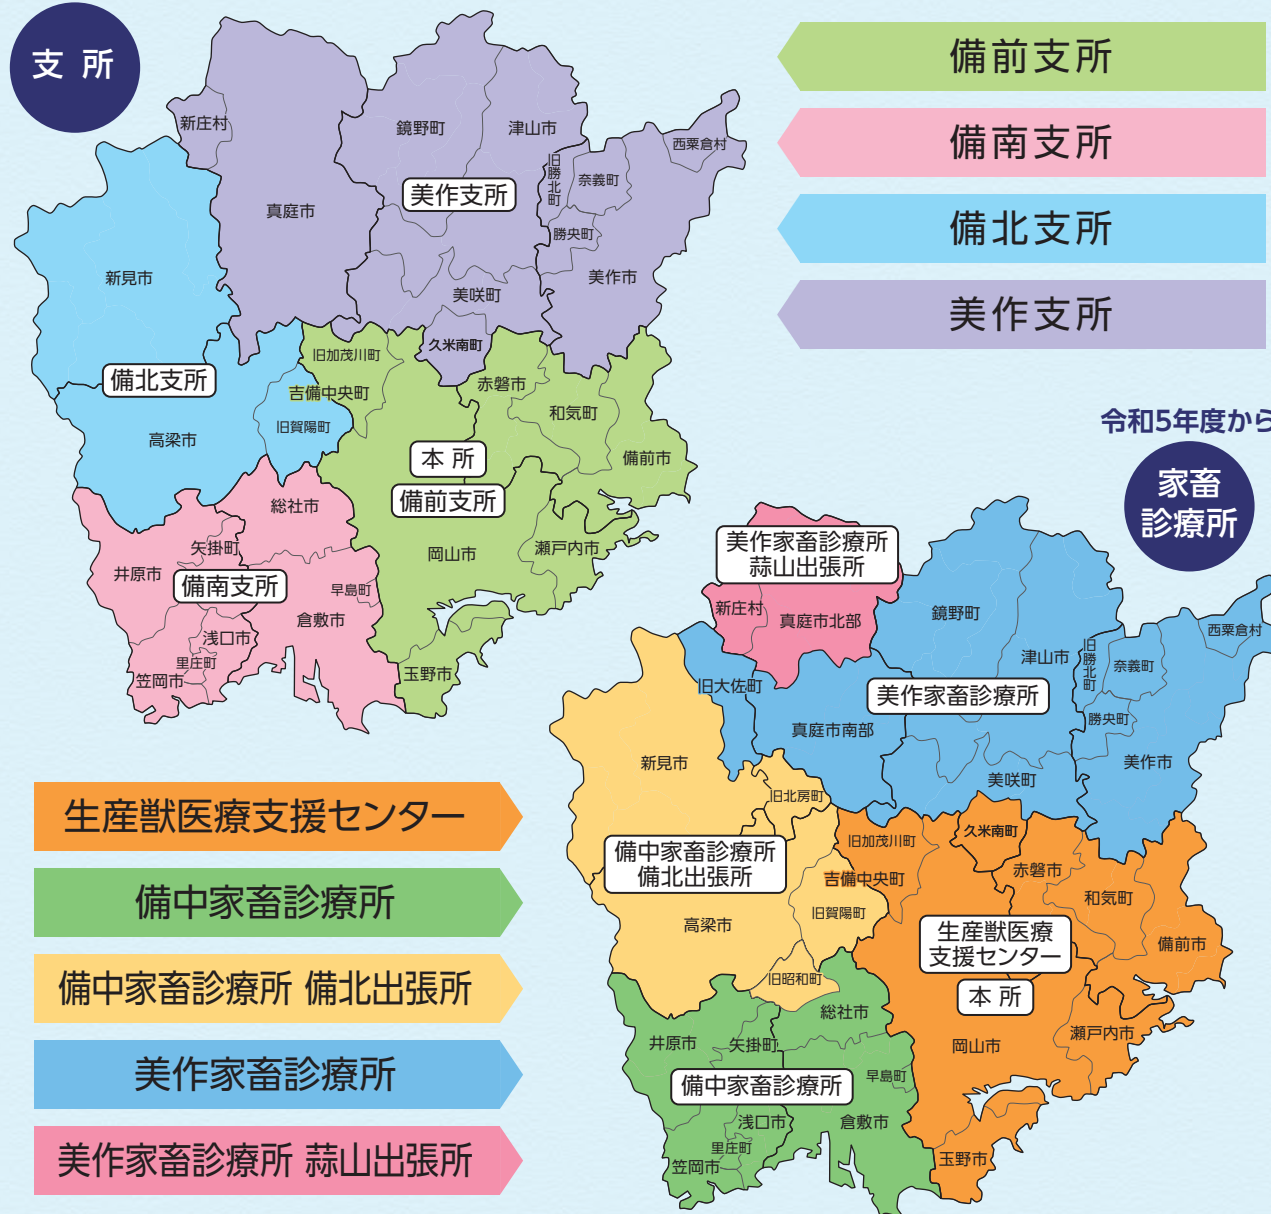 支所
備前支所
備南支所
備北支所
美作支所
新庄村
鏡野町
津山市
西粟倉村
旧勝北町
奈義町
美作支所
真庭市
勝央町
新見市
美咲町
美作市
久米南町
旧加茂川町
備北支所
吉備中央町
赤磐市
和気町
旧賀陽町
高梁市
本所
備前支所
備前市
総社市
矢掛町
岡山市
瀬戸内市
井原市
備南支所
早島町
倉敷市
浅口市
里庄町
笠岡市
玉野市
令和5年度から
家畜
診療所
美作家畜診療所
蒜山出張所
新庄村
真庭市北部
鏡野町
西粟倉村
津山市
旧勝北町
奈義町
旧大佐町
美作家畜診療所
真庭市南部
勝央町
新見市
美作市
美咲町
旧北房町
久米南町
旧加茂川町
備中家畜診療所
備北出張所
吉備中央町
赤磐市
和気町
旧賀陽町
高梁市
生産獣医療
支援センター
備前市
旧昭和町
本所
総社市
井原市
矢掛町
岡山市
瀬戸内市
備中家畜診療所
早島町
浅口市
倉敷市
里庄町
笠岡市
玉野市
生産獣医療支援センター
備中家畜診療所
備中家畜診療所 備北出張所
美作家畜診療所
美作家畜診療所 蒜山出張所